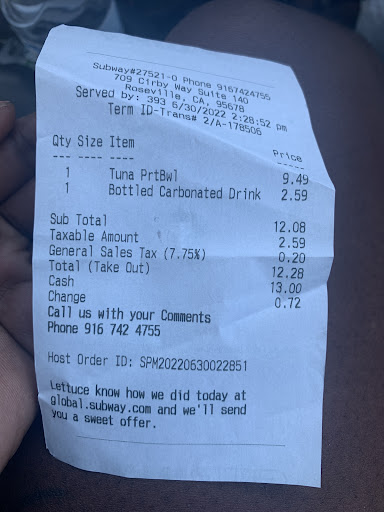 Subway#27521-0 Phone 9167424755
709 Cirby Way Suite 140
Roseville, CA, 95678
Served by: 393 6/30/2022 2:28:52 pm
Term ID-Trans# 2/A-178506
Qty Size Item Price
--- ---- ---- -----
1 Tuna PrtBwl 9.49
1 Bottled Carbonated Drink 2.59
Sub Total 12.08
Taxable Amount 2.59
General Sales Tax (7.75%) 0.20
Total (Take Out) 12.28
Cash 13.00
Change 0.72
Call us with your Comments
Phone 916 742 4755
Host Order ID: SPM20220630022851
Lettuce know how we did today at
global.subway.com and we'll send
you a sweet offer.